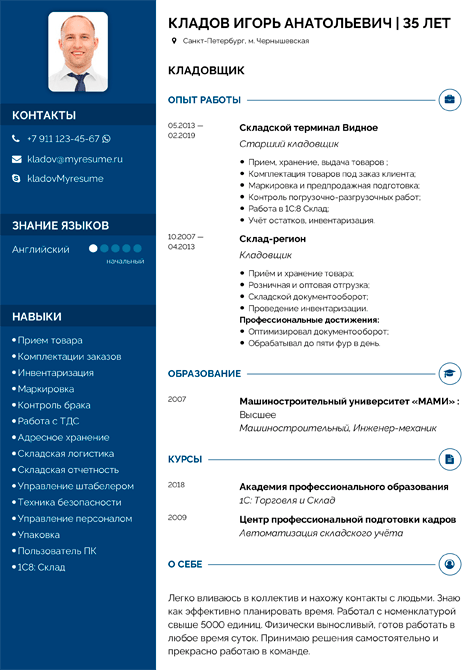 КЛАДОВ ИГОРЬ АНАТОЛЬЕВИЧ | 35 ЛЕТ
Санкт-Петербург, м. Чернышевская
КЛАДОВЩИК
КОНТАКТЫ
+7 911 123-45-67
kladov@myresume.ru
kladovMyresume
ЗНАНИЕ ЯЗЫКОВ
Английский
начальный
НАВЫКИ
Прием товара
Комплектации заказов
Инвентаризация
Маркировка
Контроль брака
Работа с ТДС
Адресное хранение
Складская логистика
Складская отчетность
Управление штабелером
Техника безопасности
Управление персоналом
Упаковка
Пользователь ПК
1С8: Склад
ОПЫТ РАБОТЫ
05.2013 —
02.2019
Складской терминал Видное
Старший кладовщик
Прием, хранение, выдача товаров ;
Комплектация товаров под заказ клиента;
Маркировка и предпродажная подготовка;
Контроль погрузочно-разгрузочных работ;
Работа в 1С:8 Склад;
Учёт остатков, инвентаризация.
10.2007 —
04.2013
Склад-регион
Кладовщик
Приём и хранение товара;
Розничная и оптовая отгрузка;
Складской документооборот;
Проведение инвентаризации.
Профессиональные достижения:
Оптимизировал документооборот;
Обрабатывал до пяти фур в день.
ОБРАЗОВАНИЕ
2007
Машиностроительный университет «МАМИ» :
Высшее
Машиностроительный, Инженер-механик
КУРСЫ
2018
Академия профессионального образования
1С: Торговля и Склад
2009
Центр профессиональной подготовки кадров
Автоматизация складского учёта
О СЕБЕ
Легко вливаюсь в коллектив и нахожу контакты с людьми. Знаю
как эффективно планировать время. Работал с номенклатурой
свыше 5000 единиц. Физически выносливый, готов работать в
любое время суток. Принимаю решения самостоятельно и
прекрасно работаю в команде.